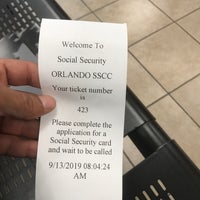 Welcome To
Social Security
ORLANDO SSCC
Your ticket number
is
423
Please complete the
application for a
Social Security card
and wait to be called
9/13/2019 08:04:24
AM